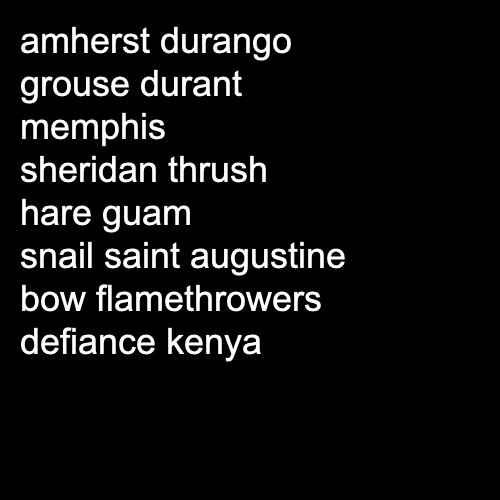 amherst durango
grouse durant
memphis
sheridan thrush
hare guam
snail saint augustine
bow flamethrowers
defiance kenya